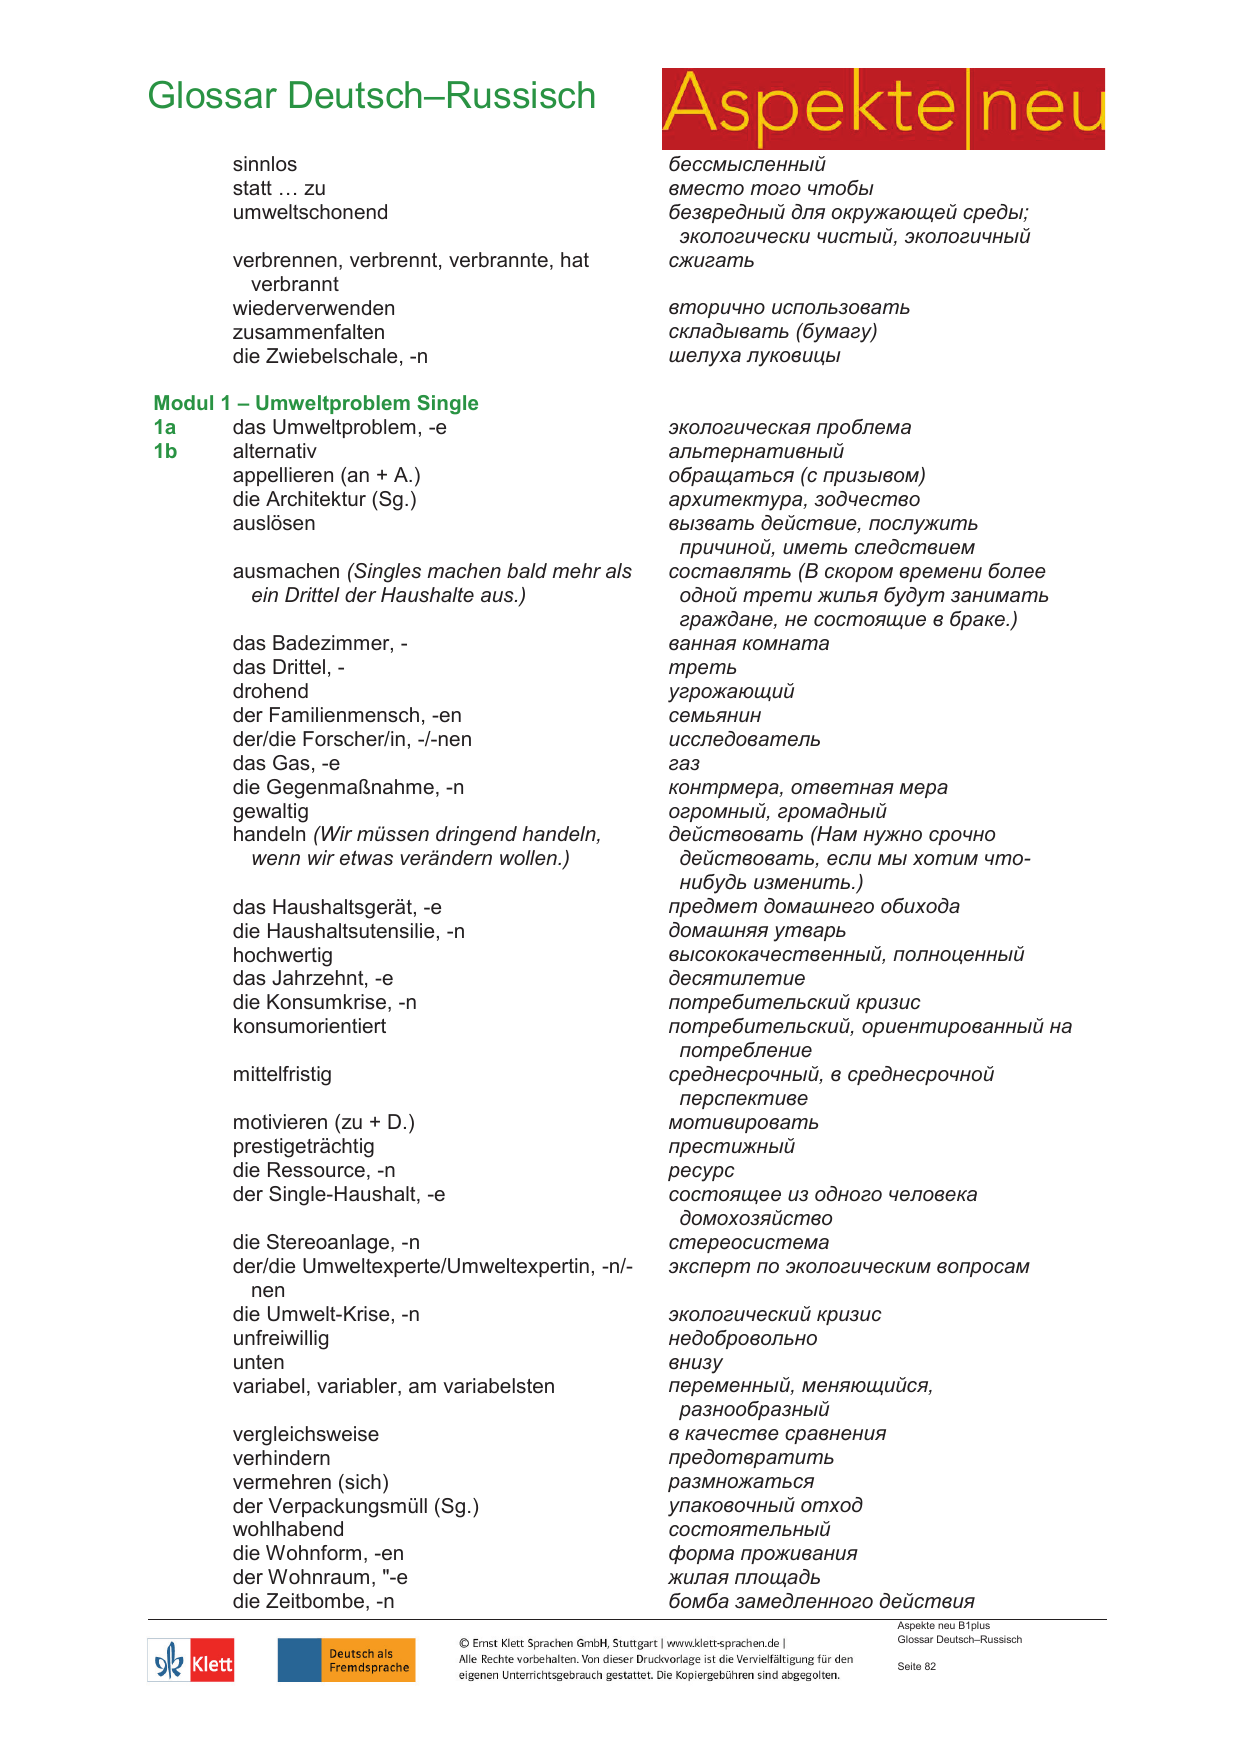 Glossar Deutsch–Russisch
Aspekte|neu
sinnlos бессмысленный
statt … zu вместо того чтобы
umweltschonend безвредный для окружающей среды;
экологически чистый, экологичный
verbrennen, verbrennt, verbrannte, hat сжигать
verbrannt
wiederverwenden вторично использовать
zusammenfalten складывать (бумагу)
die Zwiebelschale, -n шелуха луковицы
Modul 1 – Umweltproblem Single
1a das Umweltproblem, -e экологическая проблема
1b alternativ альтернативный
appellieren (an + A.) обращаться (с призывом)
die Architektur (Sg.) архитектура, зодчество
auslösen вызвать действие, послужить
причиной, иметь следствием
ausmachen (Singles machen bald mehr als составлять (В скором времени более
ein Drittel der Haushalte aus.) одной трети жилья будут занимать
граждане, не состоящие в браке.)
das Badezimmer, - ванная комната
das Drittel, - треть
drohend угрожающий
der Familienmensch, -en семьянин
der/die Forscher/in, -/-nen исследователь
das Gas, -e газ
die Gegenmaßnahme, -n контрмера, ответная мера
gewaltig огромный, громадный
handeln (Wir müssen dringend handeln, действовать (Нам нужно срочно
wenn wir etwas verändern wollen.) действовать, если мы хотим что-
нибудь изменить.)
das Haushaltsgerät, -e предмет домашнего обихода
die Haushaltsutensilie, -n домашняя утварь
hochwertig высококачественный, полноценный
das Jahrzehnt, -e десятилетие
die Konsumkrise, -n потребительский кризис
konsumorientiert потребительский, ориентированный на
потребление
mittelfristig среднесрочный, в среднесрочной
перспективе
motivieren (zu + D.) мотивировать
prestigeträchtig престижный
die Ressource, -n ресурс
der Single-Haushalt, -e состоящее из одного человека
домохозяйство
die Stereoanlage, -n стереосистема
der/die Umweltexperte/Umweltexpertin, -n/- эксперт по экологическим вопросам
nen
die Umwelt-Krise, -n экологический кризис
unfreiwillig недобровольно
unten внизу
variabel, variabler, am variabelsten переменный, меняющийся,
разнообразный
vergleichsweise в качестве сравнения
verhindern предотвратить
vermehren (sich) размножаться
der Verpackungsmüll (Sg.) упаковочный отход
wohlhabend состоятельный
die Wohnform, -en форма проживания
der Wohnraum, "-e жилая площадь
die Zeitbombe, -n бомба замедленного действия
Klett
Deutsch als
Fremdsprache
© Ernst Klett Sprachen GmbH, Stuttgart | www.klett-sprachen.de |
Alle Rechte vorbehalten. Von dieser Druckvorlage ist die Vervielfältigung für den
eigenen Unterrichtsgebrauch gestattet. Die Kopiergebühren sind abgegolten.
Aspekte neu B1plus
Glossar Deutsch–Russisch
Seite 82